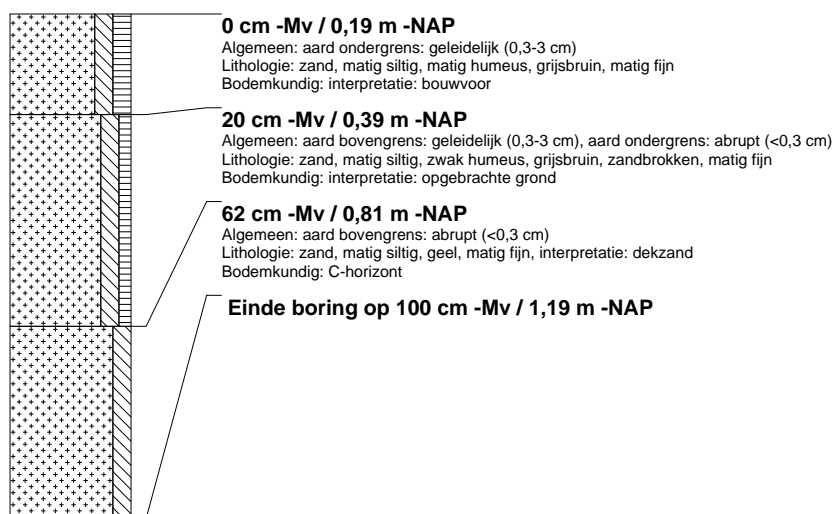 0 cm -Mv / 0,19 m -NAP
Algemeen: aard ondergrens: geleidelijk (0,3-3 cm)
Lithologie: zand, matig siltig, matig humeus, grijsbruin, matig fijn
Bodemkundig: interpretatie: bouwvoor
20 cm -Mv / 0,39 m -NAP
Algemeen: aard bovengrens: geleidelijk (0,3-3 cm), aard ondergrens: abrupt (<0,3 cm)
Lithologie: zand, matig siltig, zwak humeus, grijsbruin, zandbrokken, matig fijn
Bodemkundig: interpretatie: opgebrachte grond
62 cm -Mv / 0,81 m -NAP
Algemeen: aard bovengrens: abrupt (<0,3 cm)
Lithologie: zand, matig siltig, geel, matig fijn, interpretatie: dekzand
Bodemkundig: C-horizont
Einde boring op 100 cm -Mv / 1,19 m -NAP